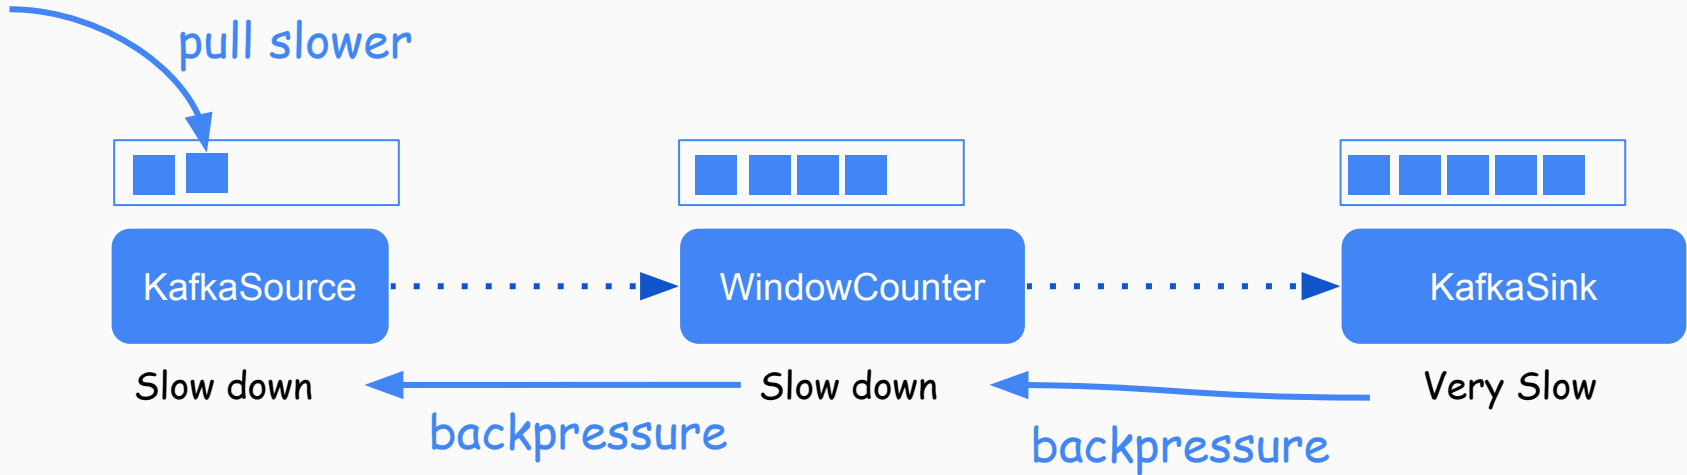 pull slower
KafkaSource
WindowCounter
KafkaSink
Slow down
Slow down
Very Slow
backpressure
backpressure